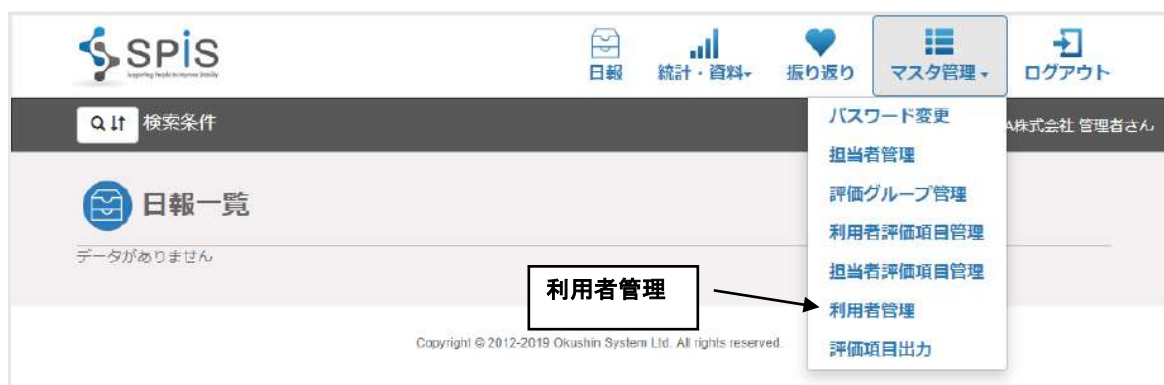 SPiS
Supporting People to Improve Stability
日報
統計・資料
振り返り
マスタ管理
ログアウト
検索条件
A株式会社 管理者さん
パスワード変更
担当者管理
評価グループ管理
利用者評価項目管理
担当者評価項目管理
利用者管理
評価項目出力
日報一覧
データがありません
利用者管理
Copyright © 2012-2019 Okushin System Ltd. All rights reserved.